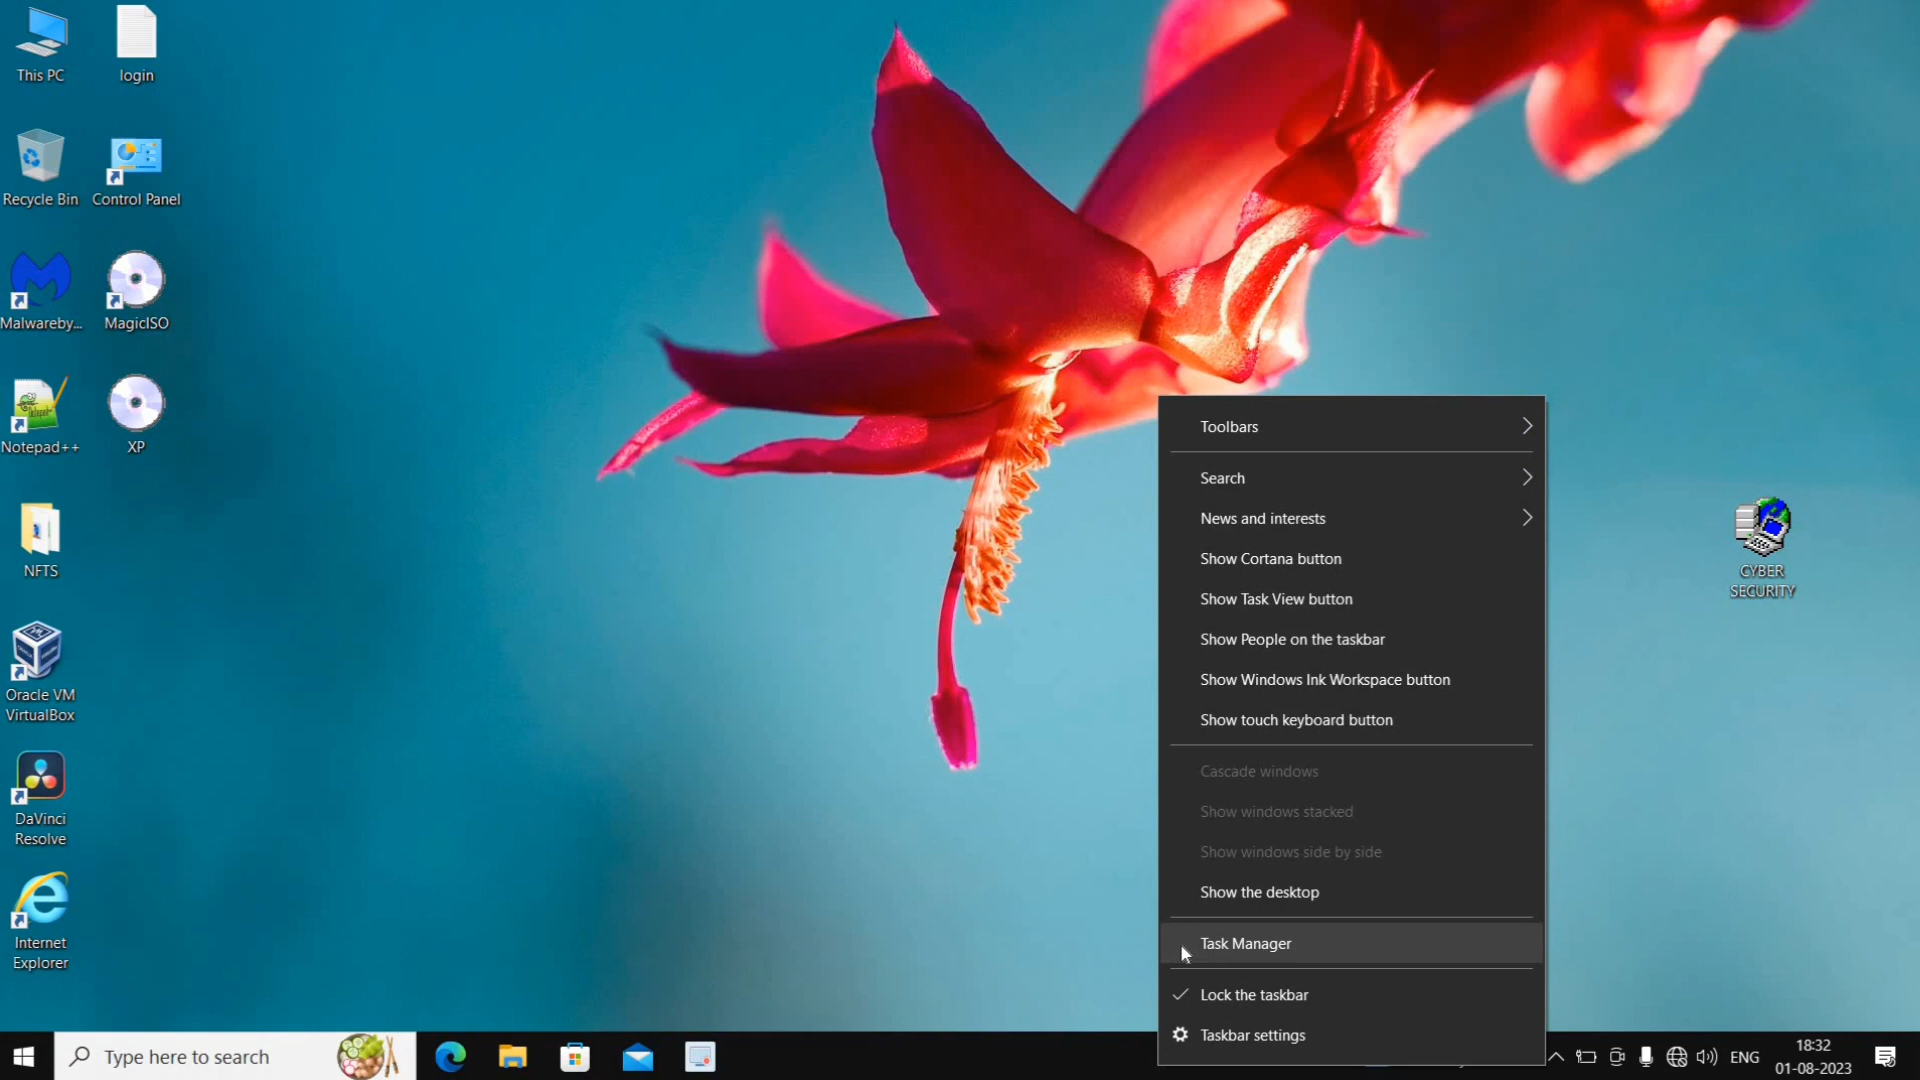 This PC
login
Recycle Bin
Control Panel
Malwareby...
MagicISO
Notepad++
XP
NFTS
Oracle VM
VirtualBox
DaVinci
Resolve
Internet
Explorer
CYBER
SECURITY
Toolbars
Search
News and interests
Show Cortana button
Show Task View button
Show People on the taskbar
Show Windows Ink Workspace button
Show touch keyboard button
Cascade windows
Show windows stacked
Show windows side by side
Show the desktop
Task Manager
Lock the taskbar
Taskbar settings
Type here to search
ENG
18:32
01-08-2023